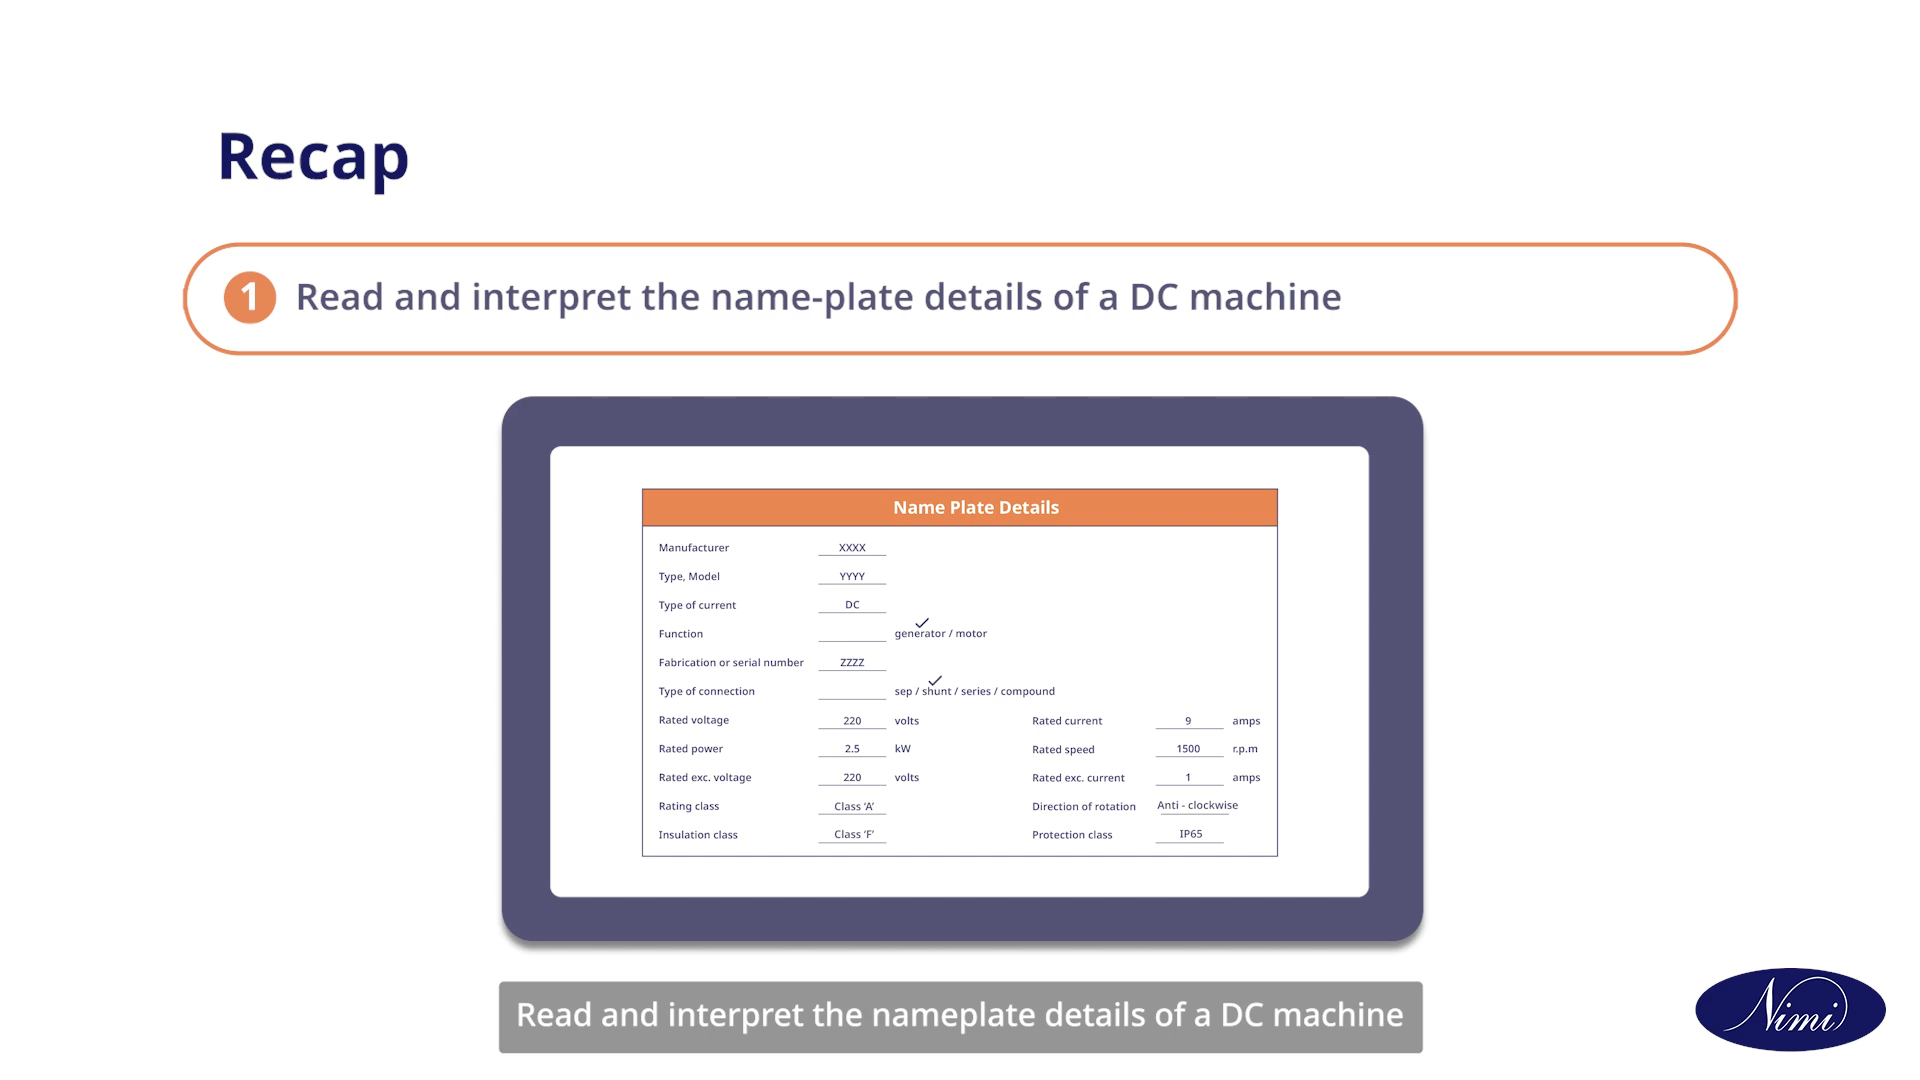 Recap
1 Read and interpret the name-plate details of a DC machine
Name Plate Details
Manufacturer XXXX
Type, Model YYYY
Type of current DC
Function generator / motor
Fabrication or serial number ZZZZ
Type of connection sep / shunt / series / compound
Rated voltage 220 volts Rated current 9 amps
Rated power 2.5 kW Rated speed 1500 r.p.m
Rated exc. voltage 220 volts Rated exc. current 1 amps
Rating class Class ‘A’ Direction of rotation Anti - clockwise
Insulation class Class ‘F’ Protection class IP65
Read and interpret the nameplate details of a DC machine
Nimi